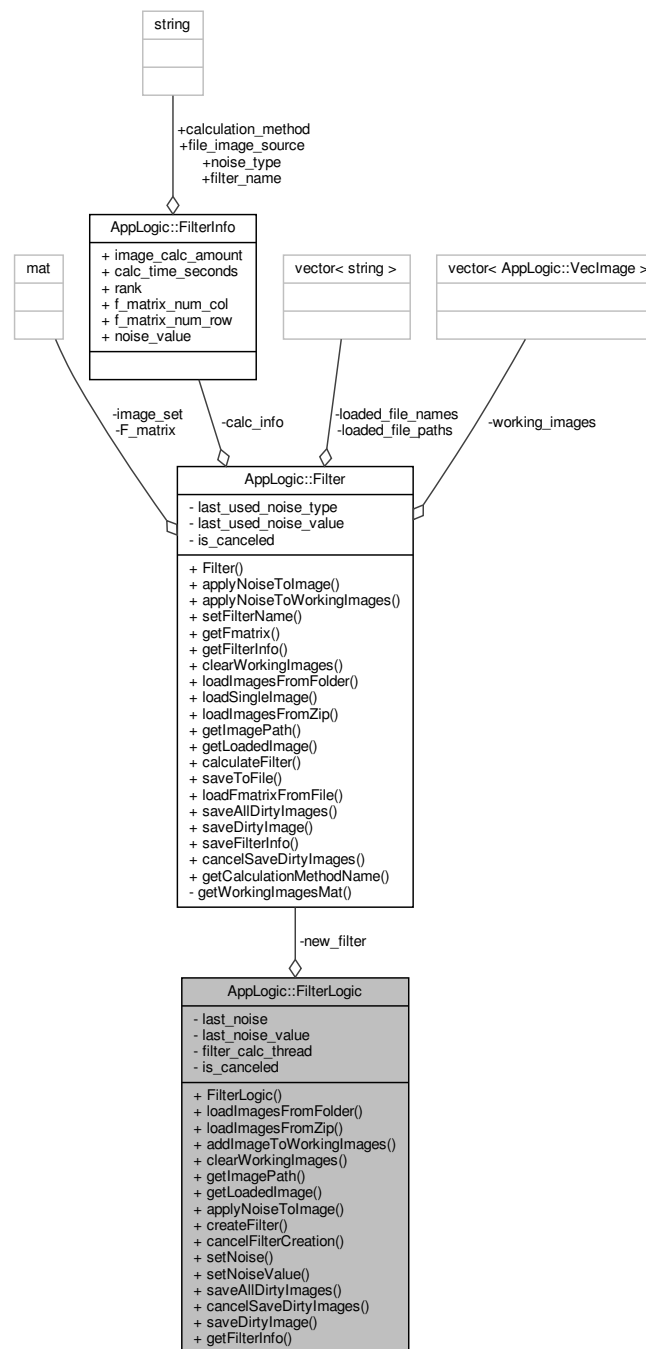 string
+calculation_method
+file_image_source
+noise_type
+filter_name
AppLogic::FilterInfo
+ image_calc_amount
+ calc_time_seconds
+ rank
+ f_matrix_num_col
+ f_matrix_num_row
+ noise_value
mat
vector< string >
vector< AppLogic::VecImage >
-image_set
-F_matrix
-calc_info
-loaded_file_names
-loaded_file_paths
-working_images
AppLogic::Filter
- last_used_noise_type
- last_used_noise_value
- is_canceled
+ Filter()
+ applyNoiseToImage()
+ applyNoiseToWorkingImages()
+ setFilterName()
+ getFmatrix()
+ getFilterInfo()
+ clearWorkingImages()
+ loadImagesFromFolder()
+ loadSingleImage()
+ loadImagesFromZip()
+ getImagePath()
+ getLoadedImage()
+ calculateFilter()
+ saveToFile()
+ loadFmatrixFromFile()
+ saveAllDirtyImages()
+ saveDirtyImage()
+ saveFilterInfo()
+ cancelSaveDirtyImages()
+ getCalculationMethodName()
- getWorkingImagesMat()
-new_filter
AppLogic::FilterLogic
- last_noise
- last_noise_value
- filter_calc_thread
- is_canceled
+ FilterLogic()
+ loadImagesFromFolder()
+ loadImagesFromZip()
+ addImageToWorkingImages()
+ clearWorkingImages()
+ getImagePath()
+ getLoadedImage()
+ applyNoiseToImage()
+ createFilter()
+ cancelFilterCreation()
+ setNoise()
+ setNoiseValue()
+ saveAllDirtyImages()
+ cancelSaveDirtyImages()
+ saveDirtyImage()
+ getFilterInfo()